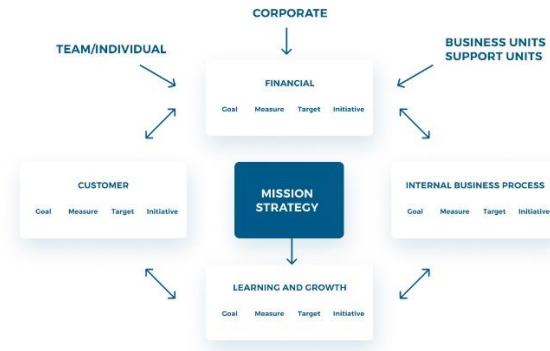 CORPORATE
TEAM/INDIVIDUAL
BUSINESS UNITS
SUPPORT UNITS
FINANCIAL
Goal Measure Target Initiative
CUSTOMER
Goal Measure Target Initiative
MISSION
STRATEGY
INTERNAL BUSINESS PROCESS
Goal Measure Target Initiative
LEARNING AND GROWTH
Goal Measure Target Initiative